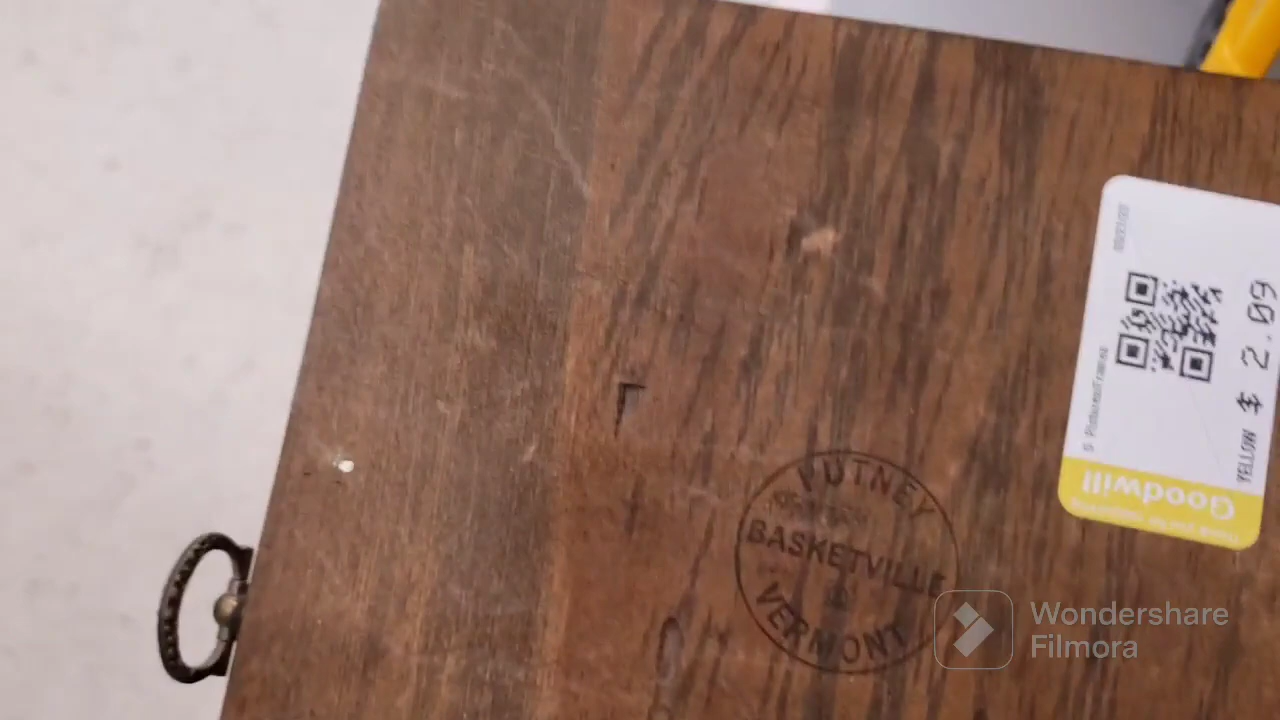 PUTNEY
BASKETVILLE
VERMONT
Goodwill
YELLOW $ 2.09
Wondershare
Filmora